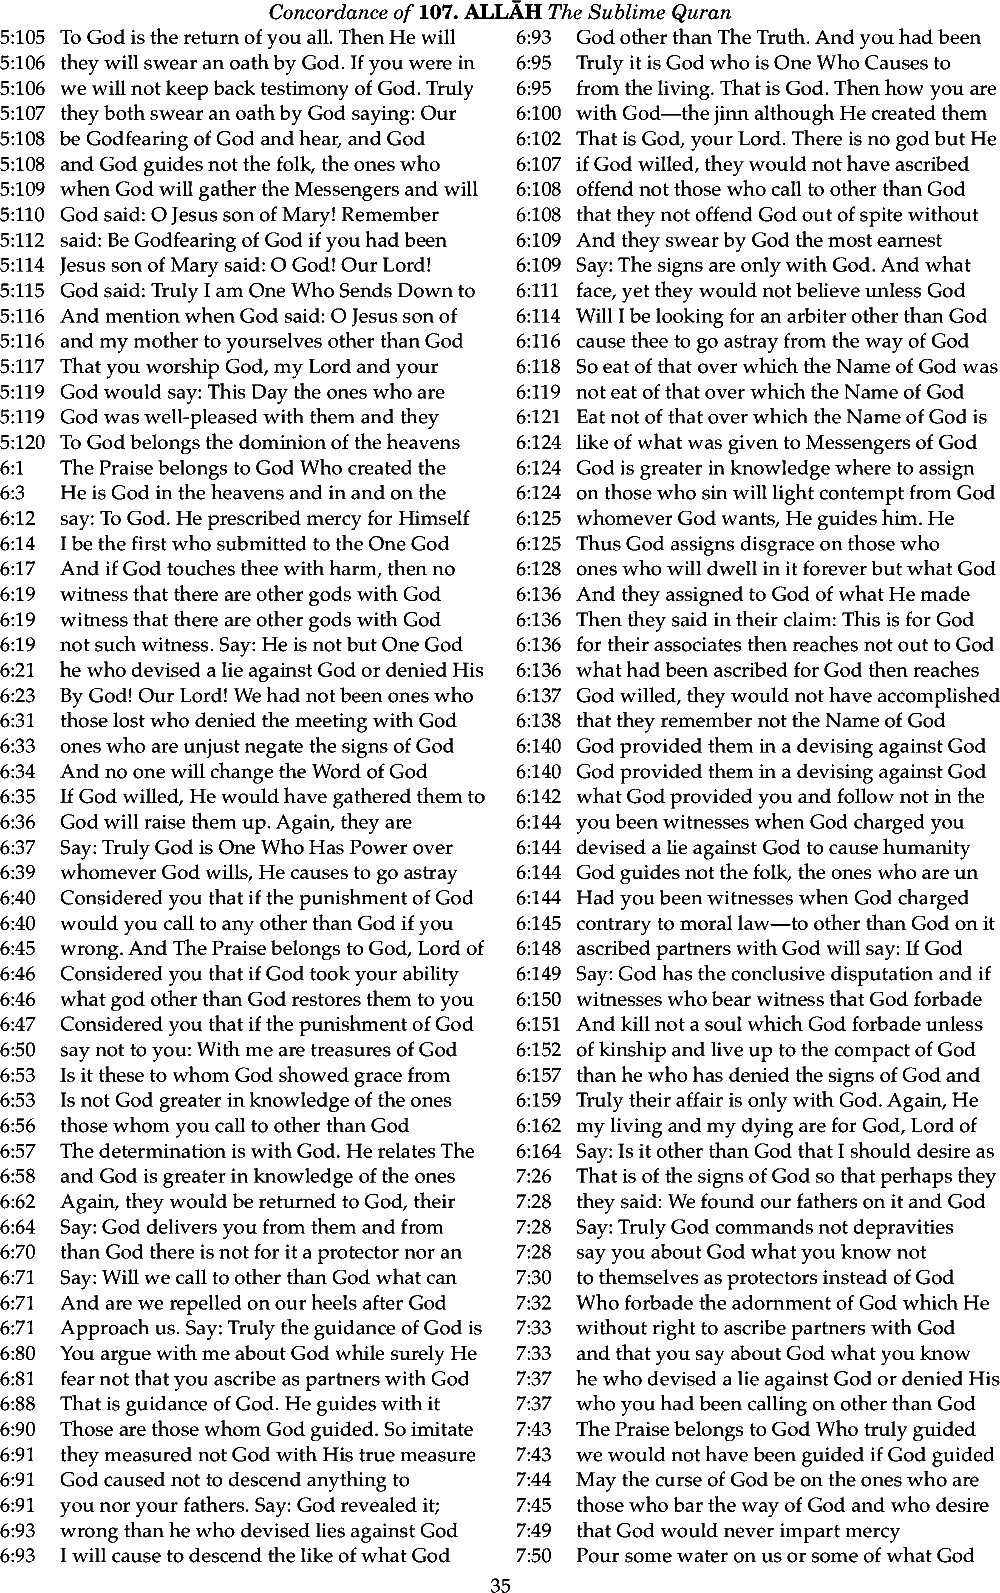 Concordance of 107. ALLĀH The Sublime Quran
5:105 To God is the return of you all. Then He will
5:106 they will swear an oath by God. If you were in
5:106 we will not keep back testimony of God. Truly
5:107 they both swear an oath by God saying: Our
5:108 be Godfearing of God and hear, and God
5:108 and God guides not the folk, the ones who
5:109 when God will gather the Messengers and will
5:110 God said: O Jesus son of Mary! Remember
5:112 said: Be Godfearing of God if you had been
5:114 Jesus son of Mary said: O God! Our Lord!
5:115 God said: Truly I am One Who Sends Down to
5:116 And mention when God said: O Jesus son of
5:116 and my mother to yourselves other than God
5:117 That you worship God, my Lord and your
5:119 God would say: This Day the ones who are
5:119 God was well-pleased with them and they
5:120 To God belongs the dominion of the heavens
6:1 The Praise belongs to God Who created the
6:3 He is God in the heavens and in and on the
6:12 say: To God. He prescribed mercy for Himself
6:14 I be the first who submitted to the One God
6:17 And if God touches thee with harm, then no
6:19 witness that there are other gods with God
6:19 witness that there are other gods with God
6:19 not such witness. Say: He is not but One God
6:21 he who devised a lie against God or denied His
6:23 By God! Our Lord! We had not been ones who
6:31 those lost who denied the meeting with God
6:33 ones who are unjust negate the signs of God
6:34 And no one will change the Word of God
6:35 If God willed, He would have gathered them to
6:36 God will raise them up. Again, they are
6:37 Say: Truly God is One Who Has Power over
6:39 whomever God wills, He causes to go astray
6:40 Considered you that if the punishment of God
6:40 would you call to any other than God if you
6:45 wrong. And The Praise belongs to God, Lord of
6:46 Considered you that if God took your ability
6:46 what god other than God restores them to you
6:47 Considered you that if the punishment of God
6:50 say not to you: With me are treasures of God
6:53 Is it these to whom God showed grace from
6:53 Is not God greater in knowledge of the ones
6:56 those whom you call to other than God
6:57 The determination is with God. He relates The
6:58 and God is greater in knowledge of the ones
6:62 Again, they would be returned to God, their
6:64 Say: God delivers you from them and from
6:70 than God there is not for it a protector nor an
6:71 Say: Will we call to other than God what can
6:71 And are we repelled on our heels after God
6:71 Approach us. Say: Truly the guidance of God is
6:80 You argue with me about God while surely He
6:81 fear not that you ascribe as partners with God
6:88 That is guidance of God. He guides with it
6:90 Those are those whom God guided. So imitate
6:91 they measured not God with His true measure
6:91 God caused not to descend anything to
6:91 you nor your fathers. Say: God revealed it;
6:93 wrong than he who devised lies against God
6:93 I will cause to descend the like of what God
6:93 God other than The Truth. And you had been
6:95 Truly it is God who is One Who Causes to
6:95 from the living. That is God. Then how you are
6:100 with God—the jinn although He created them
6:102 That is God, your Lord. There is no god but He
6:107 if God willed, they would not have ascribed
6:108 offend not those who call to other than God
6:108 that they not offend God out of spite without
6:109 And they swear by God the most earnest
6:109 Say: The signs are only with God. And what
6:111 face, yet they would not believe unless God
6:114 Will I be looking for an arbiter other than God
6:116 cause thee to go astray from the way of God
6:118 So eat of that over which the Name of God was
6:119 not eat of that over which the Name of God
6:121 Eat not of that over which the Name of God is
6:124 like of what was given to Messengers of God
6:124 God is greater in knowledge where to assign
6:124 on those who sin will light contempt from God
6:125 whomever God wants, He guides him. He
6:125 Thus God assigns disgrace on those who
6:128 ones who will dwell in it forever but what God
6:136 And they assigned to God of what He made
6:136 Then they said in their claim: This is for God
6:136 for their associates then reaches not out to God
6:136 what had been ascribed for God then reaches
6:137 God willed, they would not have accomplished
6:138 that they remember not the Name of God
6:140 God provided them in a devising against God
6:140 God provided them in a devising against God
6:142 what God provided you and follow not in the
6:144 you been witnesses when God charged you
6:144 devised a lie against God to cause humanity
6:144 God guides not the folk, the ones who are un
6:144 Had you been witnesses when God charged
6:145 contrary to moral law—to other than God on it
6:148 ascribed partners with God will say: If God
6:149 Say: God has the conclusive disputation and if
6:150 witnesses who bear witness that God forbade
6:151 And kill not a soul which God forbade unless
6:152 of kinship and live up to the compact of God
6:157 than he who has denied the signs of God and
6:159 Truly their affair is only with God. Again, He
6:162 my living and my dying are for God, Lord of
6:164 Say: Is it other than God that I should desire as
7:26 That is of the signs of God so that perhaps they
7:28 they said: We found our fathers on it and God
7:28 Say: Truly God commands not depravities
7:28 say you about God what you know not
7:30 to themselves as protectors instead of God
7:32 Who forbade the adornment of God which He
7:33 without right to ascribe partners with God
7:33 and that you say about God what you know
7:37 he who devised a lie against God or denied His
7:37 who you had been calling on other than God
7:43 The Praise belongs to God Who truly guided
7:43 we would not have been guided if God guided
7:44 May the curse of God be on the ones who are
7:45 those who bar the way of God and who desire
7:49 that God would never impart mercy
7:50 Pour some water on us or some of what God
35